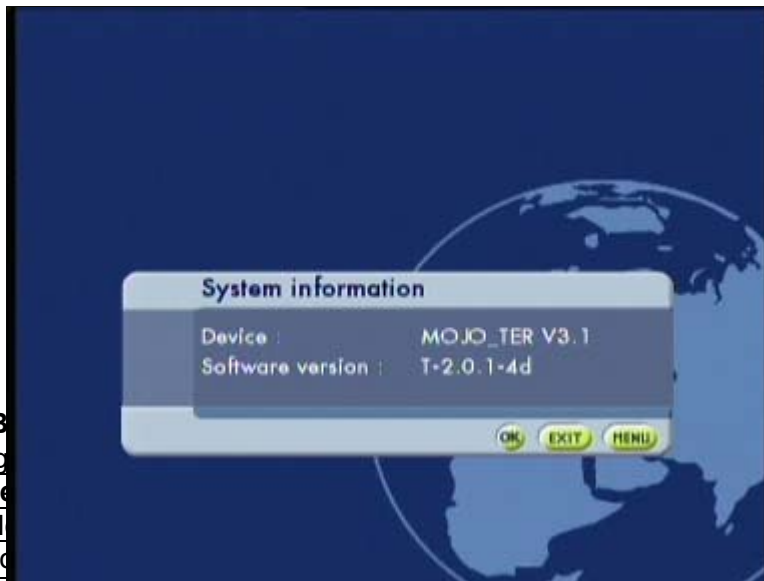 System information
Device : MOJO_TER V3.1
Software version : T-2.0.1-4d
OK EXIT MENU